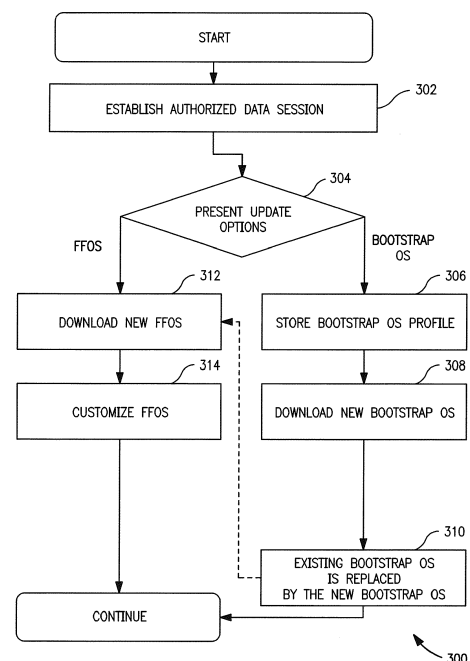 START
302
ESTABLISH AUTHORIZED DATA SESSION
304
PRESENT UPDATE
OPTIONS
FFOS
BOOTSTRAP
OS
312
306
DOWNLOAD NEW FFOS
STORE BOOTSTRAP OS PROFILE
314
308
CUSTOMIZE FFOS
DOWNLOAD NEW BOOTSTRAP OS
310
EXISTING BOOTSTRAP OS
IS REPLACED
BY THE NEW BOOTSTRAP OS
CONTINUE
300